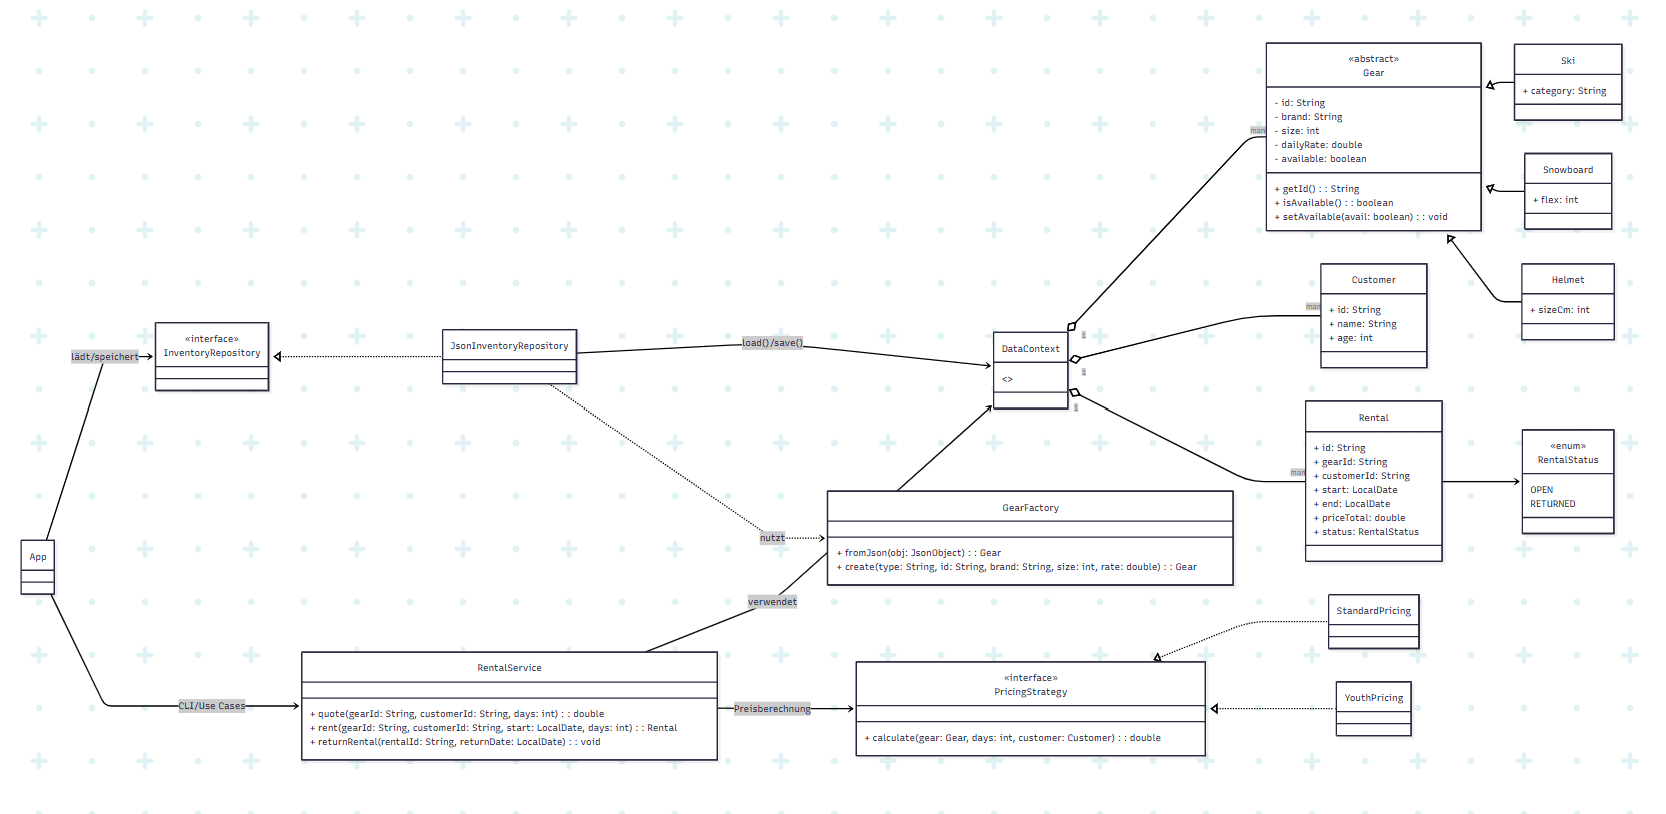 «abstract»
Gear
- id: String
- brand: String
- size: int
- dailyRate: double
- available: boolean
+ getId() : : String
+ isAvailable() : : boolean
+ setAvailable(avail: boolean) : : void
Ski
+ category: String
Snowboard
+ flex: int
Helmet
+ sizeCm: int
man
Customer
+ id: String
+ name: String
+ age: int
man
1
1
1
«interface»
InventoryRepository
lädt/speichert
JsonInventoryRepository
load()/save()
DataContext
<>
Rental
+ id: String
+ gearId: String
+ customerId: String
+ start: LocalDate
+ end: LocalDate
+ priceTotal: double
+ status: RentalStatus
man
«enum»
RentalStatus
OPEN
RETURNED
GearFactory
+ fromJson(obj: JsonObject) : : Gear
+ create(type: String, id: String, brand: String, size: int, rate: double) : : Gear
nutzt
App
verwendet
StandardPricing
RentalService
+ quote(gearId: String, customerId: String, days: int) : : double
+ rent(gearId: String, customerId: String, start: LocalDate, days: int) : : Rental
+ returnRental(rentalId: String, returnDate: LocalDate) : : void
CLI/Use Cases
Preisberechnung
«interface»
PricingStrategy
+ calculate(gear: Gear, days: int, customer: Customer) : : double
YouthPricing